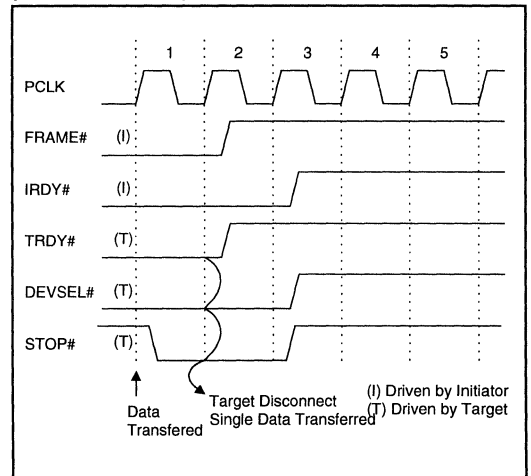 1 2 3 4 5
PCLK
FRAME# (I)
IRDY# (I)
TRDY# (T)
DEVSEL# (T)
STOP# (T)
Data
Transfered
Target Disconnect
Single Data Transferred
(I) Driven by Initiator
(T) Driven by Target